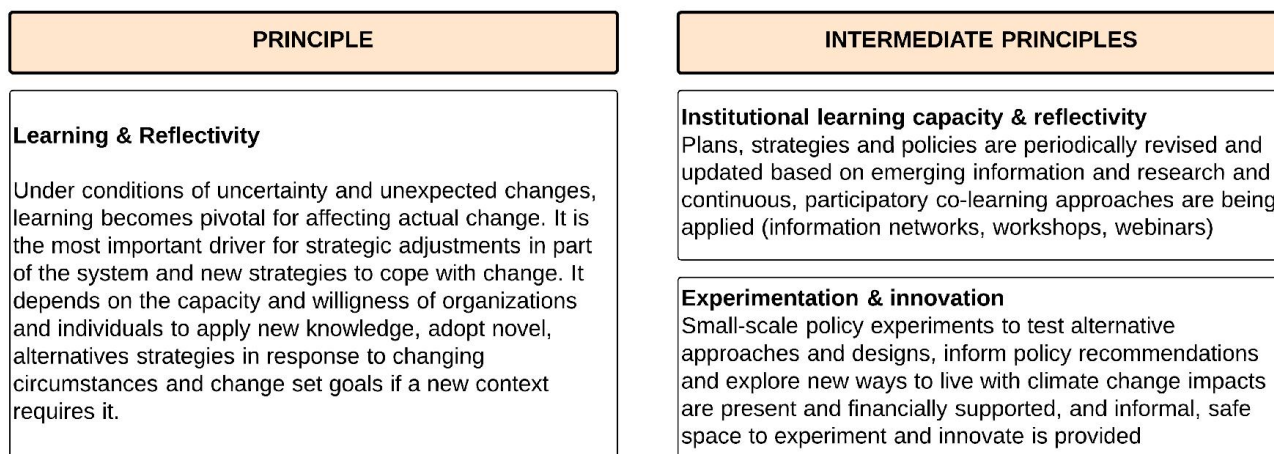 PRINCIPLE
Learning & Reflectivity
Under conditions of uncertainty and unexpected changes,
learning becomes pivotal for affecting actual change. It is
the most important driver for strategic adjustments in part
of the system and new strategies to cope with change. It
depends on the capacity and willigness of organizations
and individuals to apply new knowledge, adopt novel,
alternatives strategies in response to changing
circumstances and change set goals if a new context
requires it.
INTERMEDIATE PRINCIPLES
Institutional learning capacity & reflectivity
Plans, strategies and policies are periodically revised and
updated based on emerging information and research and
continuous, participatory co-learning approaches are being
applied (information networks, workshops, webinars)
Experimentation & innovation
Small-scale policy experiments to test alternative
approaches and designs, inform policy recommendations
and explore new ways to live with climate change impacts
are present and financially supported, and informal, safe
space to experiment and innovate is provided